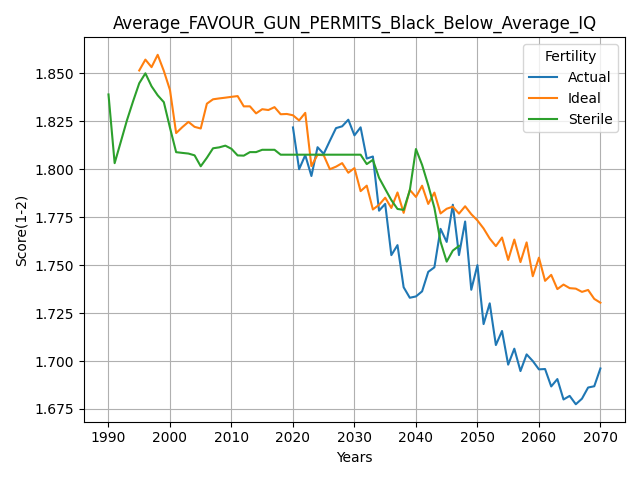 Average_FAVOUR_GUN_PERMITS_Black_Below_Average_IQ
Fertility
Actual
Ideal
Sterile
Score(1-2)
1.850
1.825
1.800
1.775
1.750
1.725
1.700
1.675
1990 2000 2010 2020 2030 2040 2050 2060 2070
Years